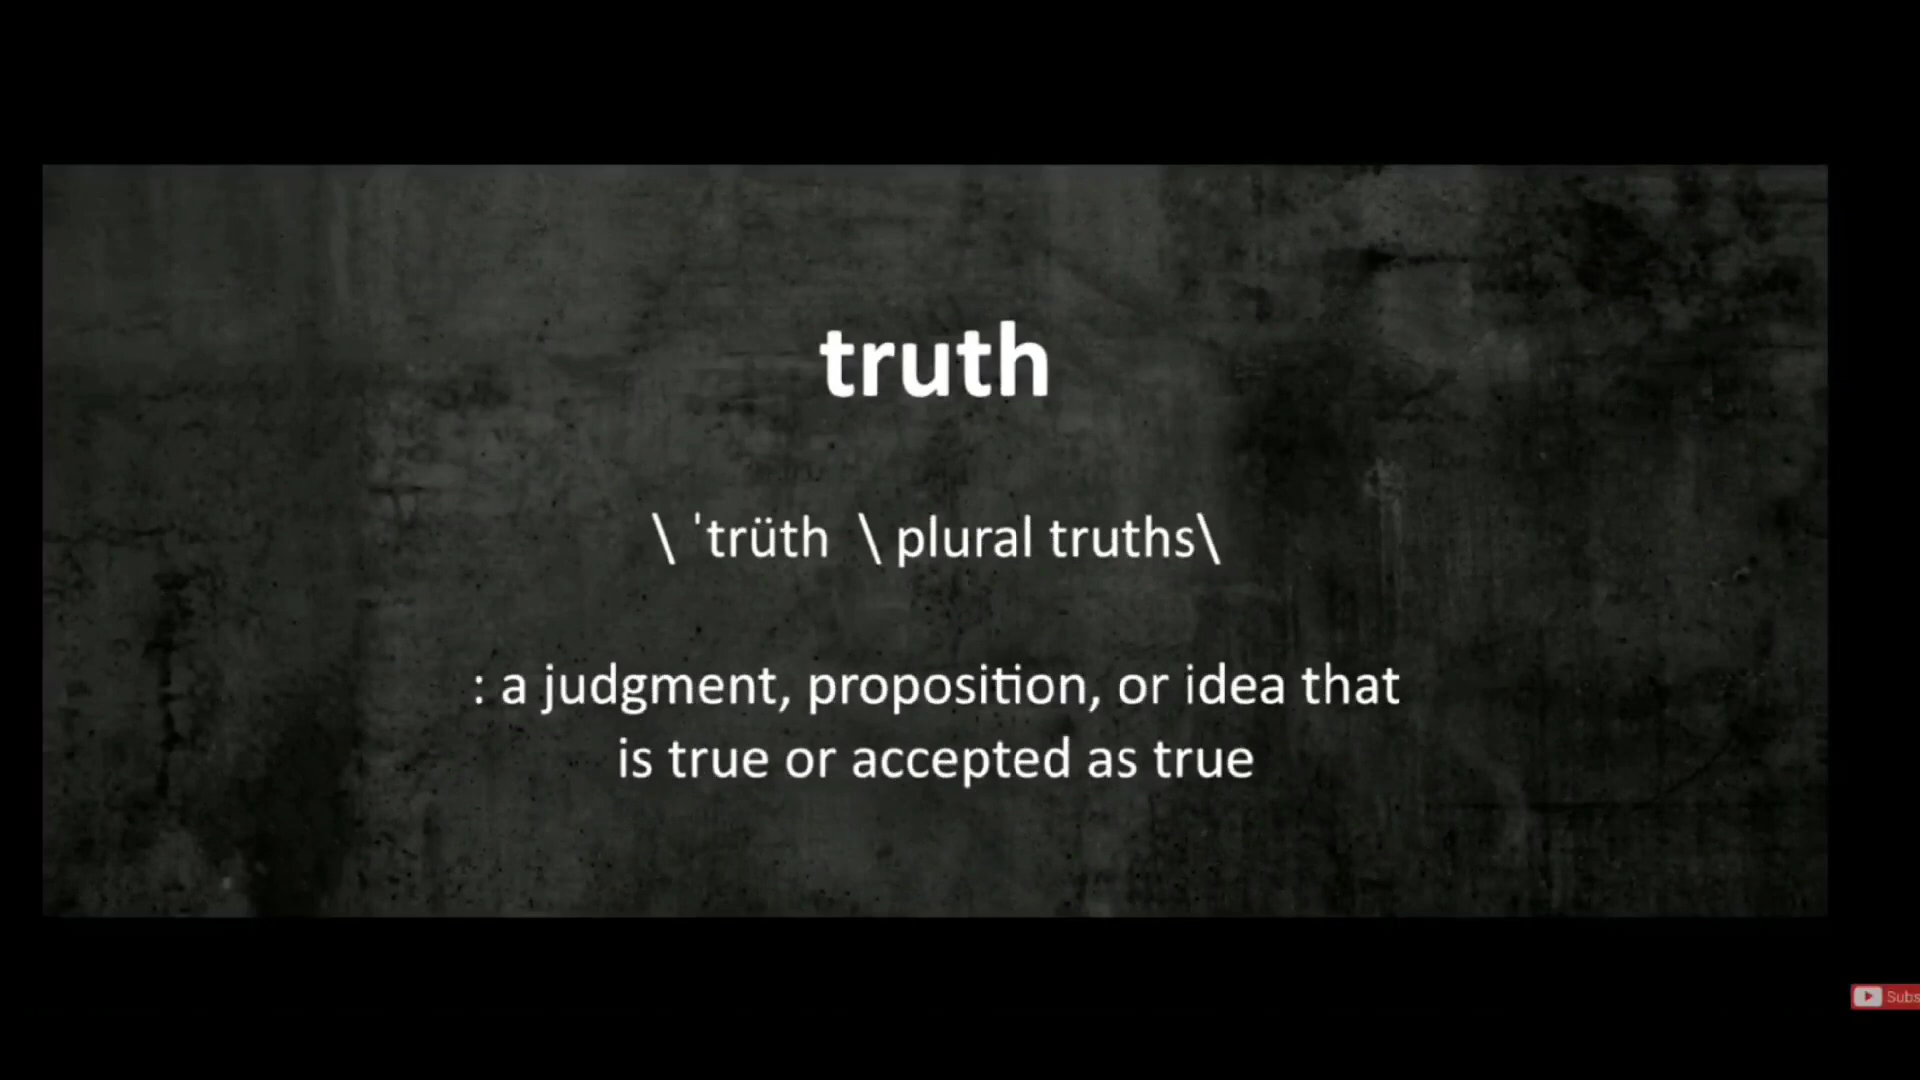 truth
\ ˈtrüth \ plural truths\
: a judgment, proposition, or idea that
is true or accepted as true